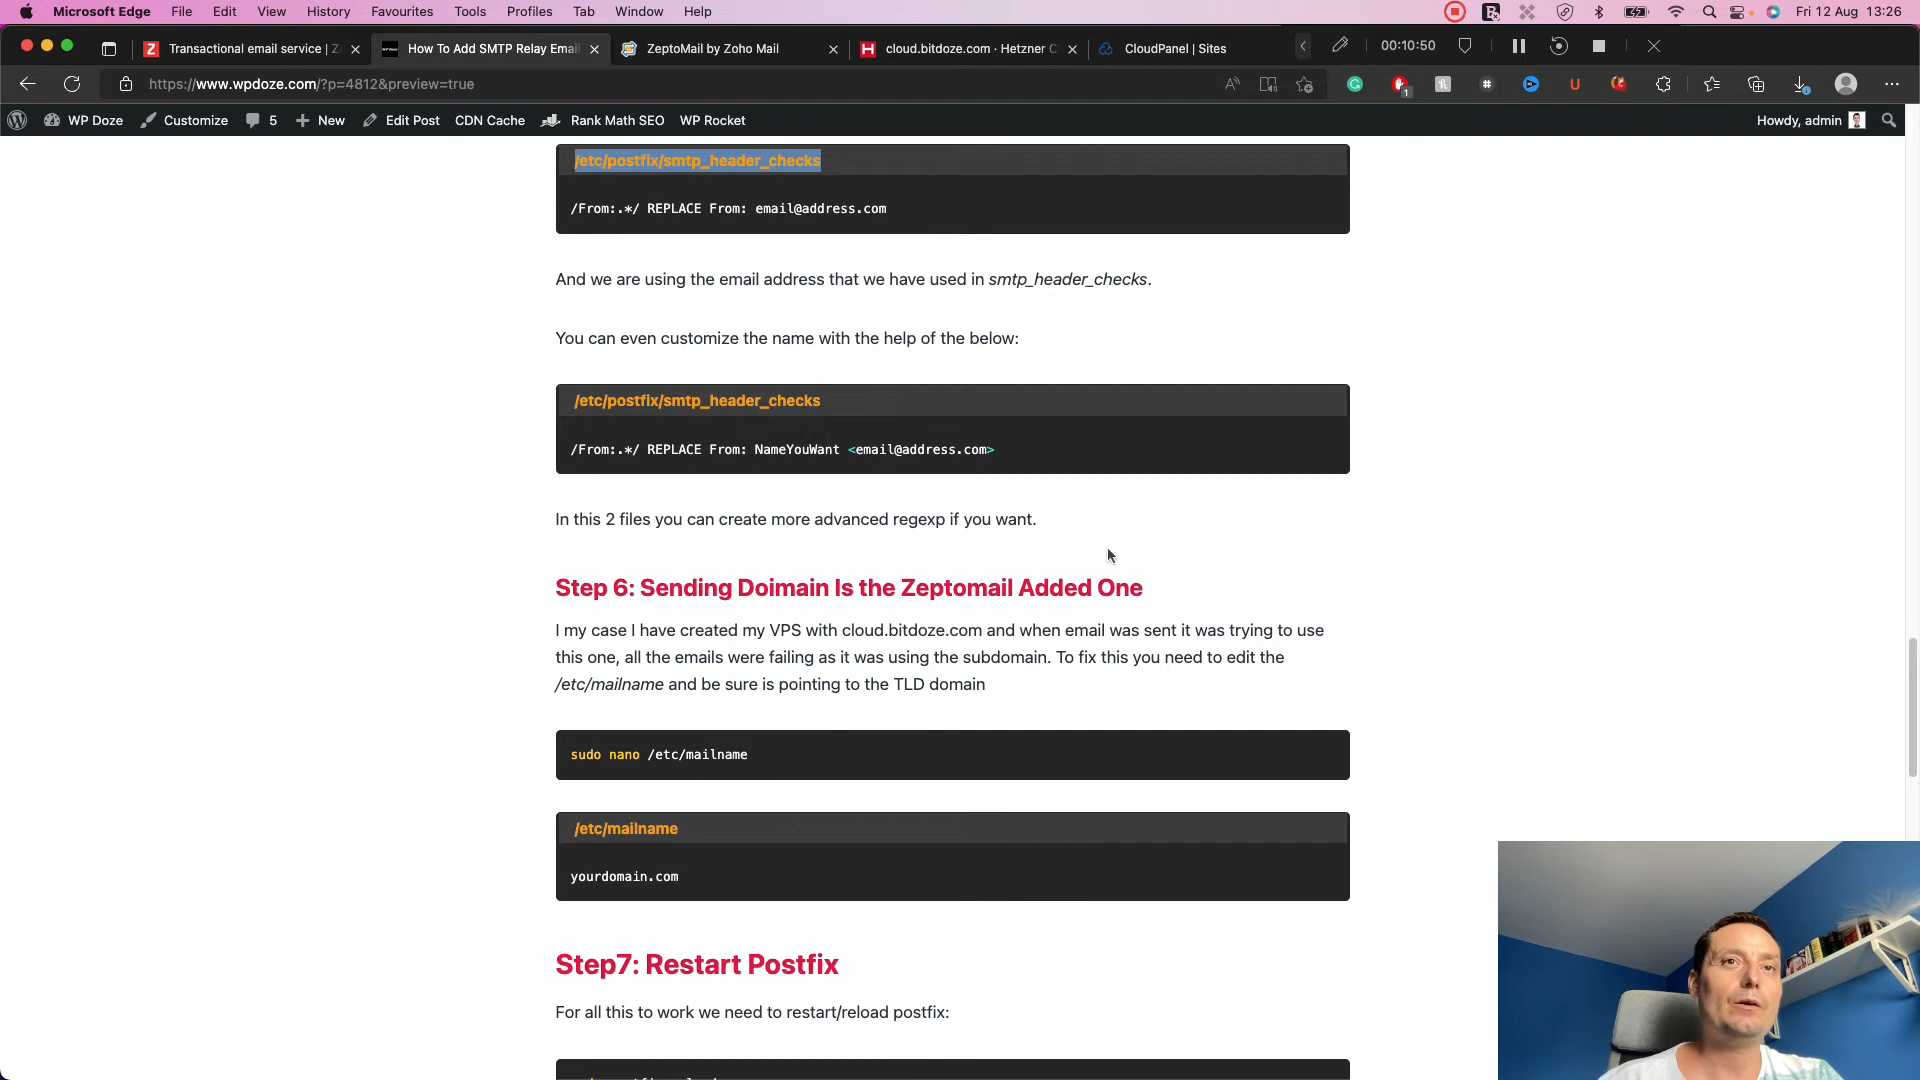 Microsoft Edge File Edit View History Favourites Tools Profiles Tab Window Help Fri 12 Aug 13:26
Transactional email service | Ze
How To Add SMTP Relay Email
ZeptoMail by Zoho Mail
cloud.bitdoze.com · Hetzner C
CloudPanel | Sites
00:10:50
https://www.wpdoze.com/?p=4812&preview=true
WP Doze Customize 5 New Edit Post CDN Cache Rank Math SEO WP Rocket Howdy, admin
/etc/postfix/smtp_header_checks
/From:.*/ REPLACE From: email@address.com
And we are using the email address that we have used in smtp_header_checks.
You can even customize the name with the help of the below:
/etc/postfix/smtp_header_checks
/From:.*/ REPLACE From: NameYouWant <email@address.com>
In this 2 files you can create more advanced regexp if you want.
Step 6: Sending Doimain Is the Zeptomail Added One
I my case I have created my VPS with cloud.bitdoze.com and when email was sent it was trying to use
this one, all the emails were failing as it was using the subdomain. To fix this you need to edit the
/etc/mailname and be sure is pointing to the TLD domain
sudo nano /etc/mailname
/etc/mailname
yourdomain.com
Step7: Restart Postfix
For all this to work we need to restart/reload postfix: